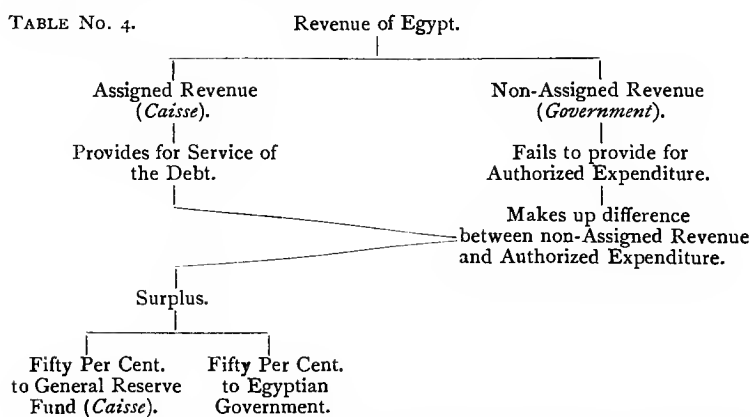 TABLE No. 4.
Revenue of Egypt.
Assigned Revenue
(Caisse).
Non-Assigned Revenue
(Government).
Provides for Service of
the Debt.
Fails to provide for
Authorized Expenditure.
Makes up difference
between non-Assigned Revenue
and Authorized Expenditure.
Surplus.
Fifty Per Cent.
to General Reserve
Fund (Caisse).
Fifty Per Cent.
to Egyptian
Government.